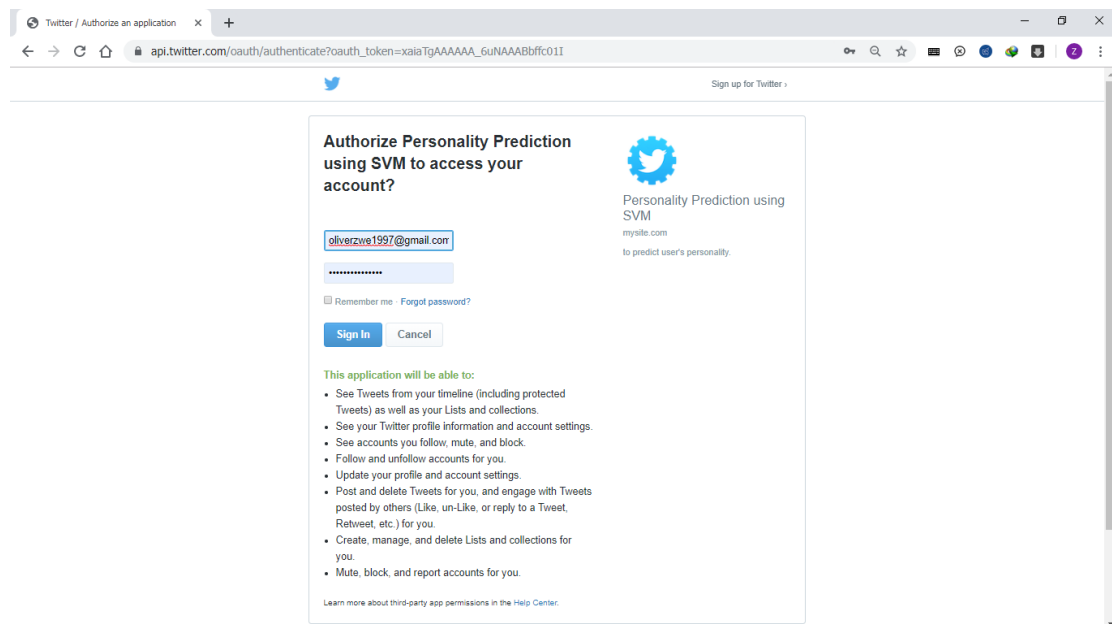 Twitter / Authorize an application
api.twitter.com/oauth/authenticate?oauth_token=xaiaTgAAAAAA_6uNAAABbffc01I
Z
Sign up for Twitter ›
Authorize Personality Prediction
using SVM to access your
account?
Personality Prediction using
SVM
mysite.com
to predict user's personality.
oliverzwe1997@gmail.com
Remember me · Forgot password?
Sign In Cancel
This application will be able to:
• See Tweets from your timeline (including protected
Tweets) as well as your Lists and collections.
• See your Twitter profile information and account settings.
• See accounts you follow, mute, and block.
• Follow and unfollow accounts for you.
• Update your profile and account settings.
• Post and delete Tweets for you, and engage with Tweets
posted by others (Like, un-Like, or reply to a Tweet,
Retweet, etc.) for you.
• Create, manage, and delete Lists and collections for
you.
• Mute, block, and report accounts for you.
Learn more about third-party app permissions in the Help Center.